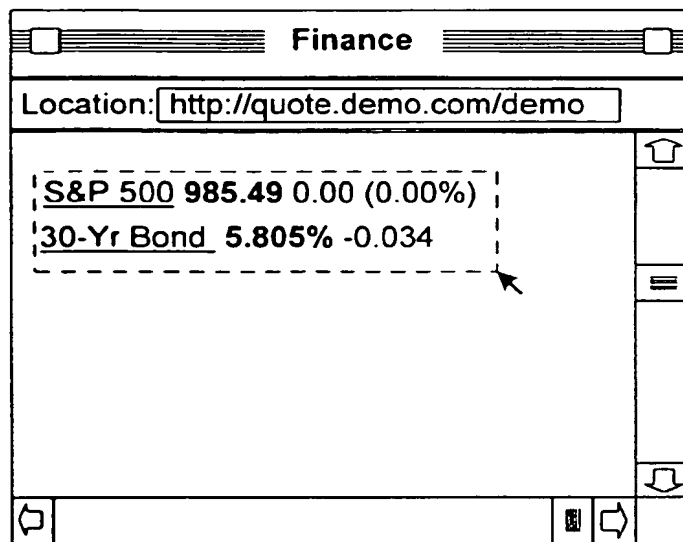 Finance
Location: http://quote.demo.com/demo
S&P 500 985.49 0.00 (0.00%)
30-Yr Bond 5.805% -0.034